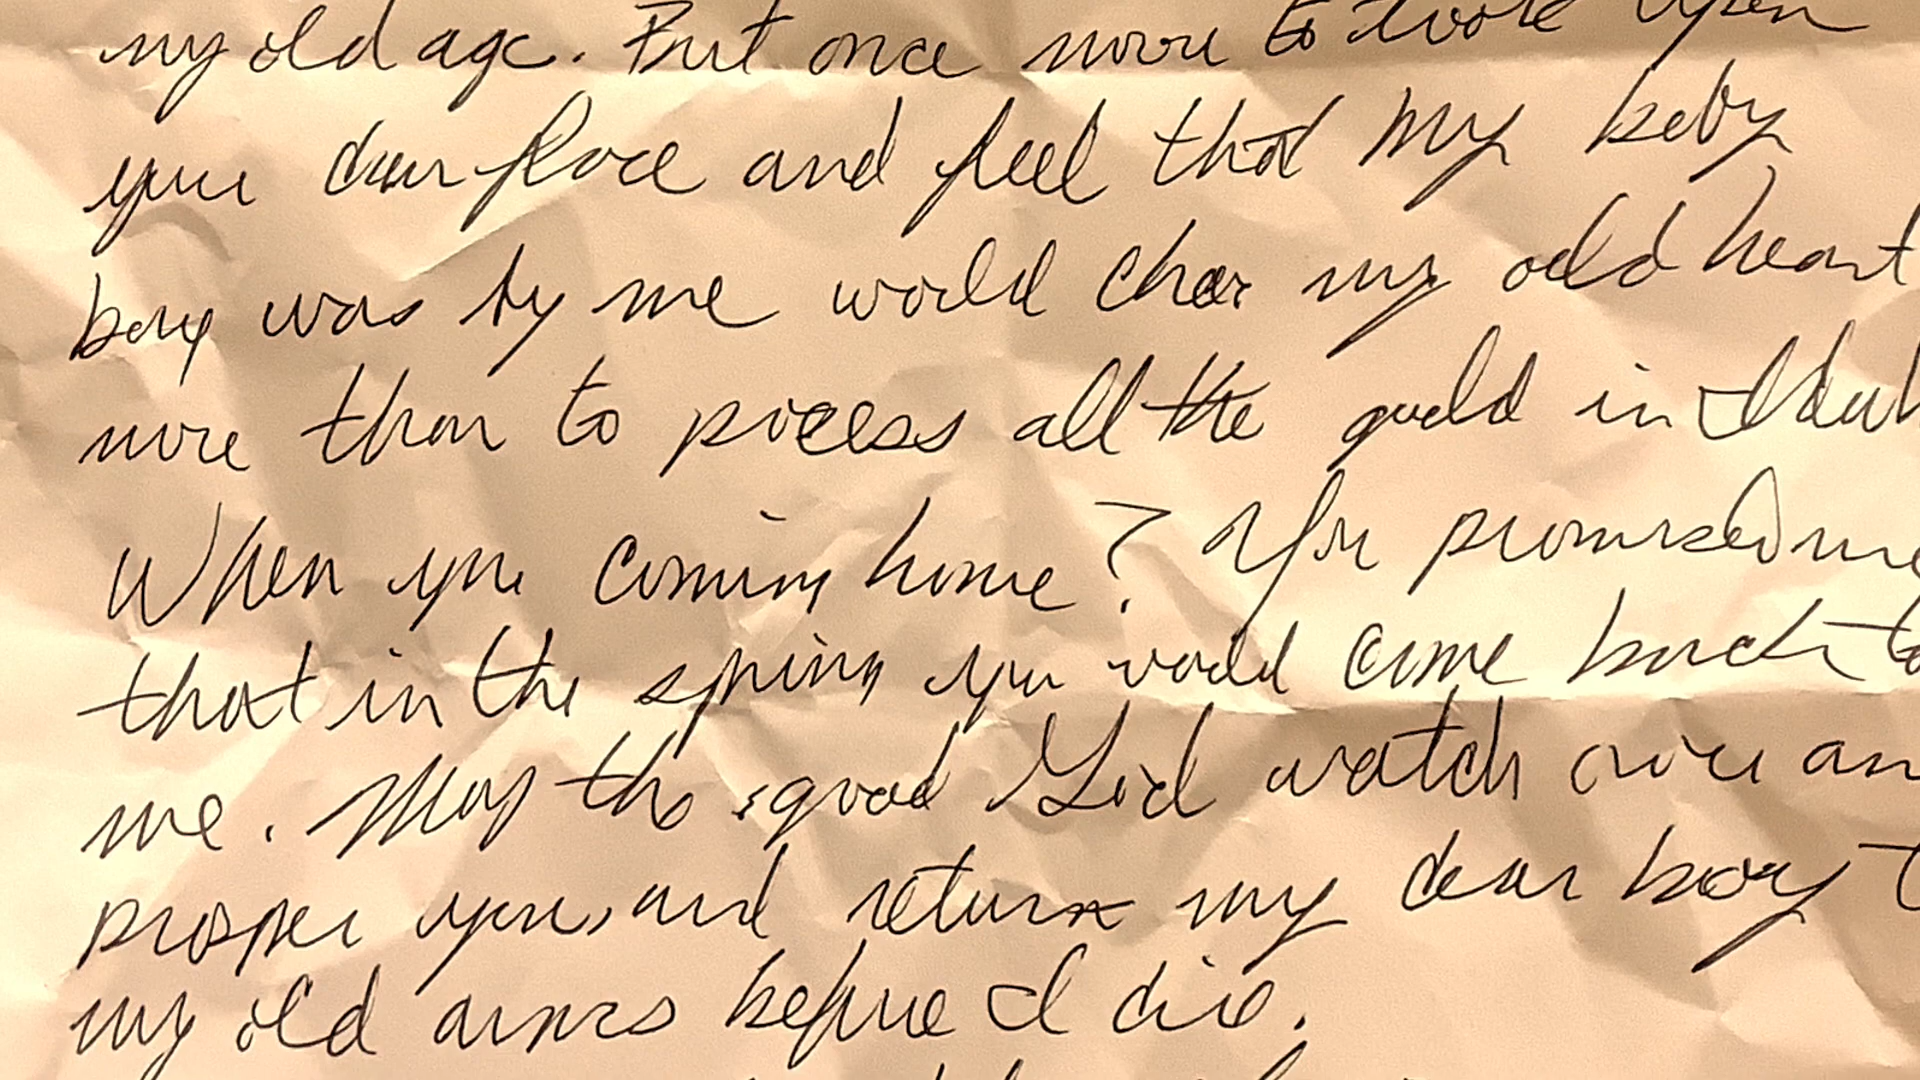 my old age. But once more to look upon
your dear face and feel that my baby
boy was by me would cheer my old heart
more than to posess all the gold in Idah
When you coming home? You promised me
that in the spring you would come back to
me. May the good God watch over an
prosper you, and return my dear boy t
my old arms before I die.